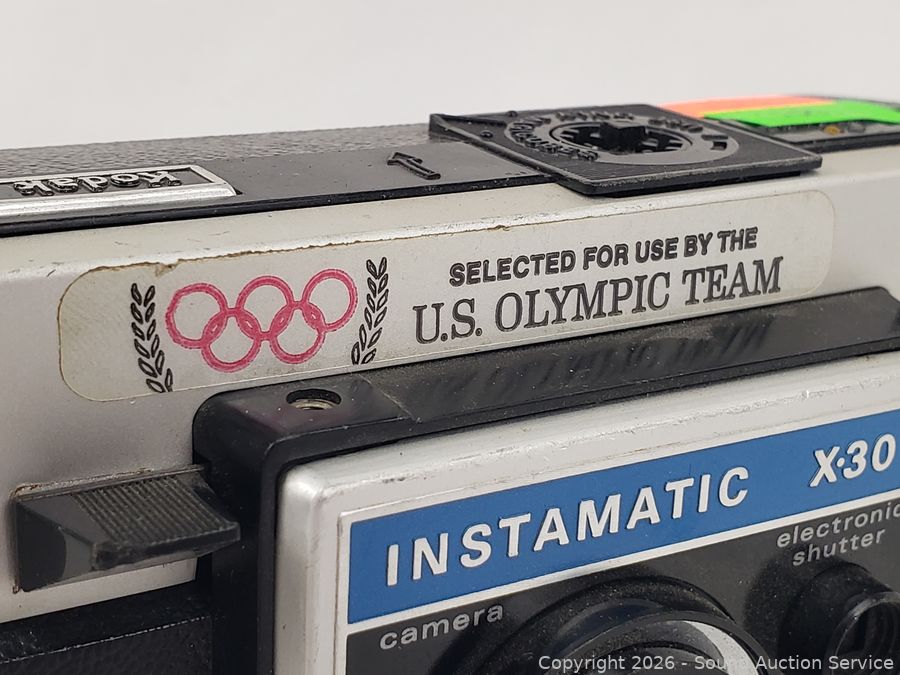 Kodak
SELECTED FOR USE BY THE
U.S. OLYMPIC TEAM
INSTAMATIC X-30
electronic
shutter
camera
Copyright 2026 - Sound Auction Service